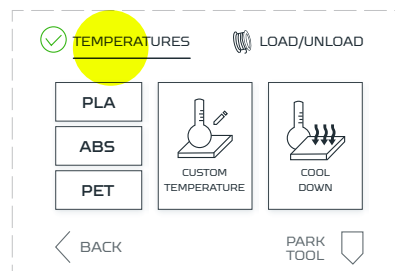 TEMPERATURES
LOAD/UNLOAD
PLA
ABS
PET
CUSTOM
TEMPERATURE
COOL
DOWN
BACK
PARK
TOOL